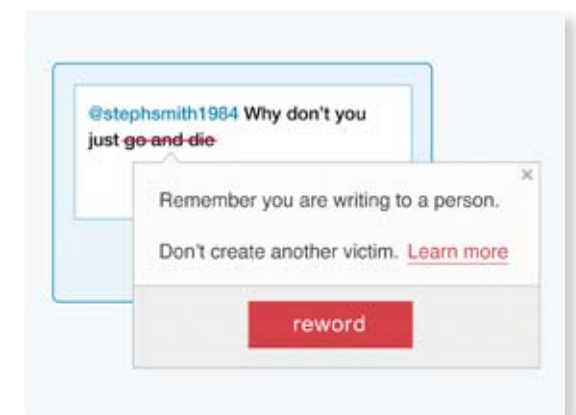 @stephsmith1984 Why don't you
just go and die
×
Remember you are writing to a person.
Don't create another victim. Learn more
reword